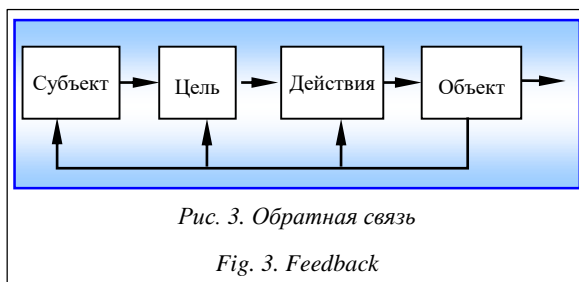 Субъект
Цель
Действия
Объект
Рис. 3. Обратная связь
Fig. 3. Feedback